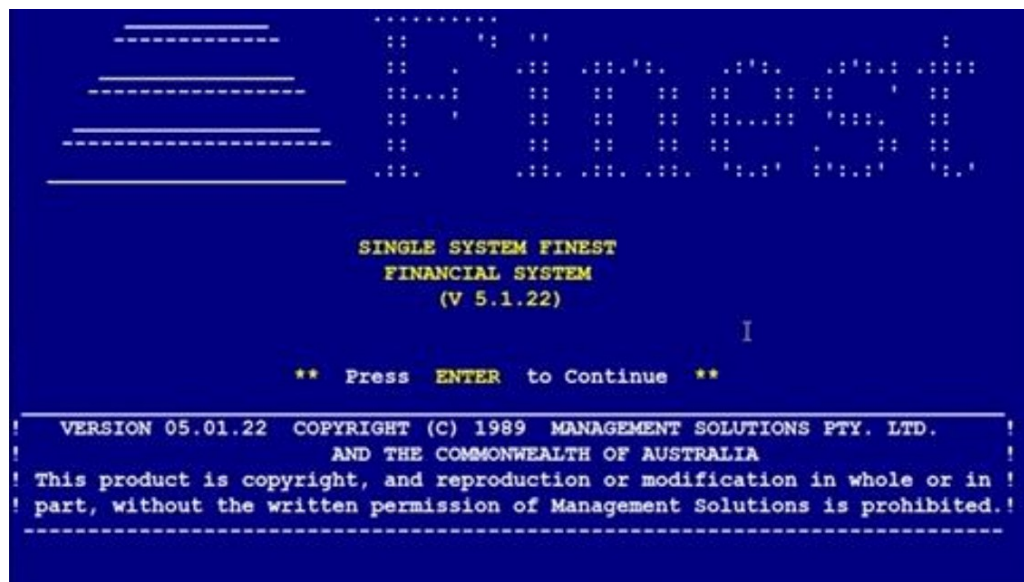 Finest
SINGLE SYSTEM FINEST
FINANCIAL SYSTEM
(V 5.1.22)
** Press ENTER to Continue **
! VERSION 05.01.22 COPYRIGHT (C) 1989 MANAGEMENT SOLUTIONS PTY. LTD. !
! AND THE COMMONWEALTH OF AUSTRALIA !
! This product is copyright, and reproduction or modification in whole or in !
! part, without the written permission of Management Solutions is prohibited.!